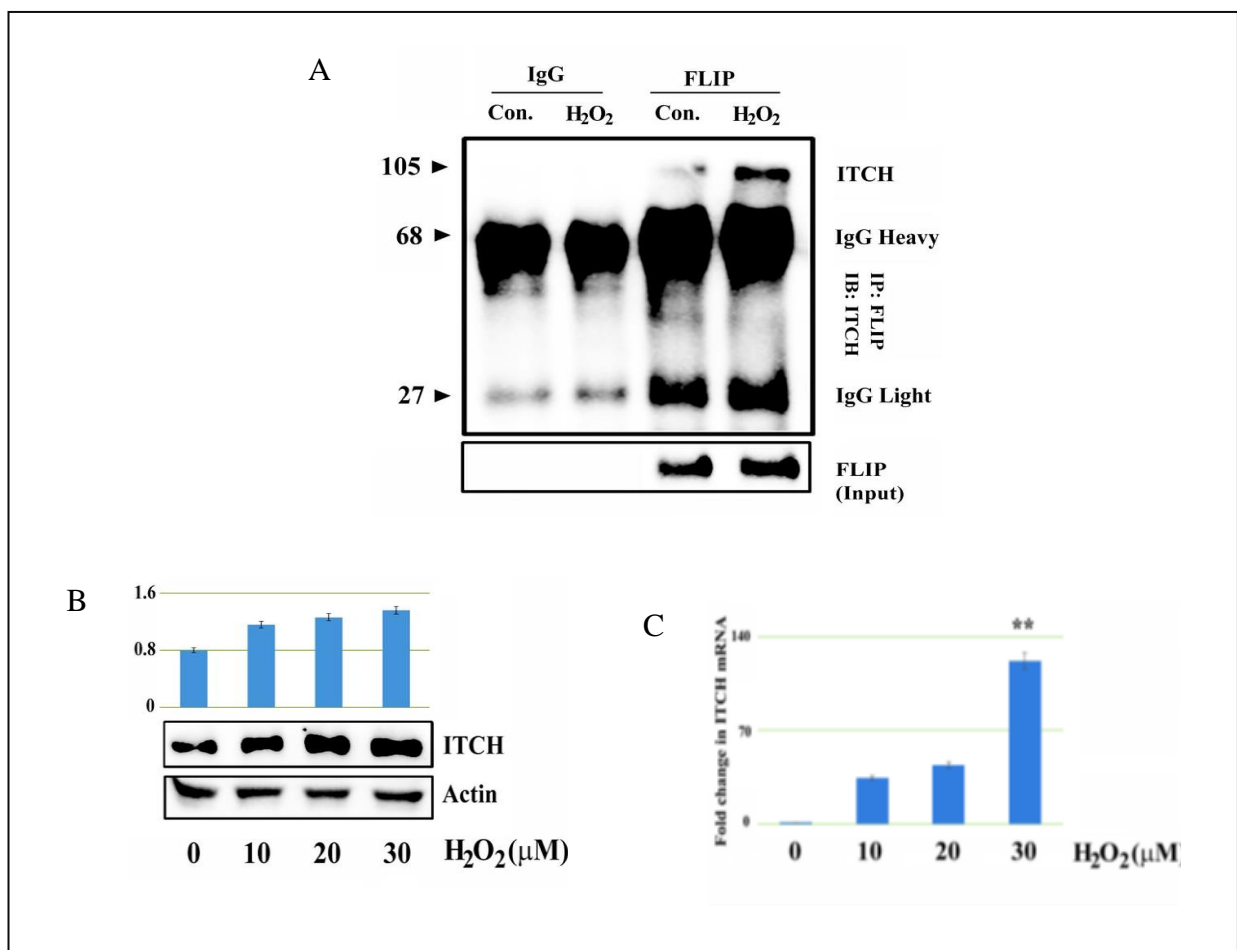 A
IgG FLIP
Con. H₂O₂ Con. H₂O₂
105 ► ITCH
68 ► IgG Heavy
IP: FLIP
IB: ITCH
27 ► IgG Light
FLIP
(Input)
B
1.6
0.8
0
ITCH
Actin
0 10 20 30 H₂O₂(μM)
C
Fold change in ITCH mRNA
**
140
70
0
0 10 20 30 H₂O₂(μM)